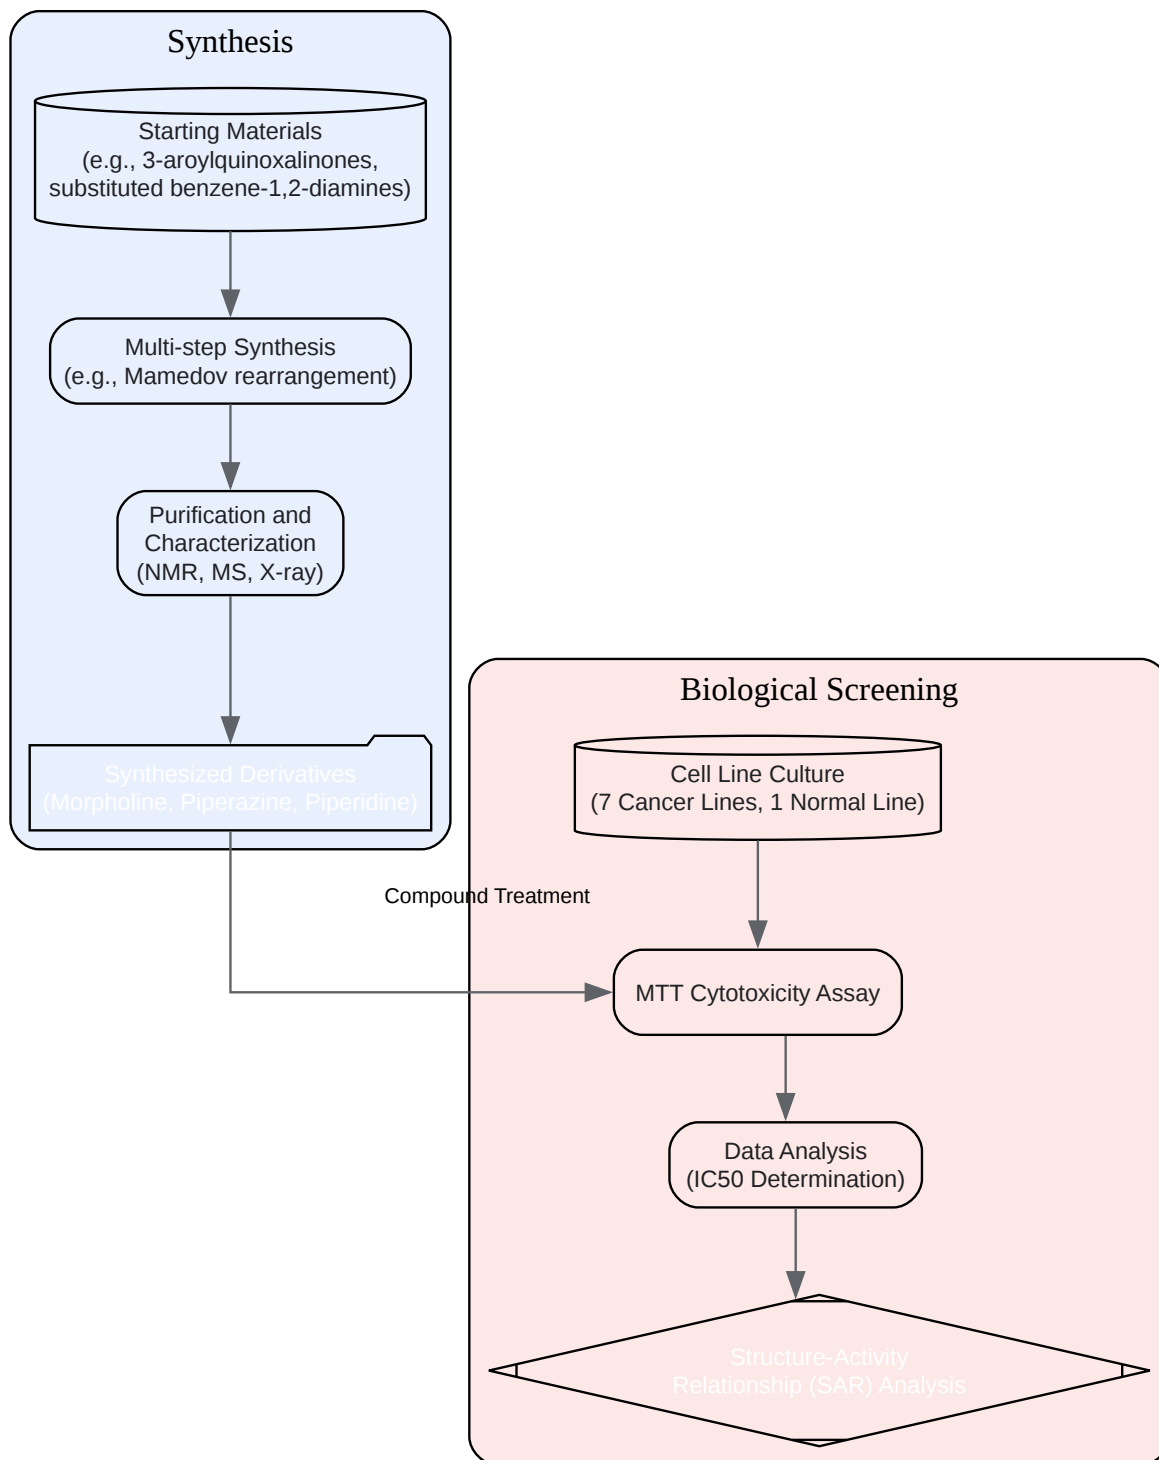 Synthesis
Starting Materials
(e.g., 3-aroylquinoxalinones,
substituted benzene-1,2-diamines)
Multi-step Synthesis
(e.g., Mamedov rearrangement)
Purification and
Characterization
(NMR, MS, X-ray)
Synthesized Derivatives
(Morpholine, Piperazine, Piperidine)
Biological Screening
Cell Line Culture
(7 Cancer Lines, 1 Normal Line)
Compound Treatment
MTT Cytotoxicity Assay
Data Analysis
(IC50 Determination)
Structure-Activity
Relationship (SAR) Analysis